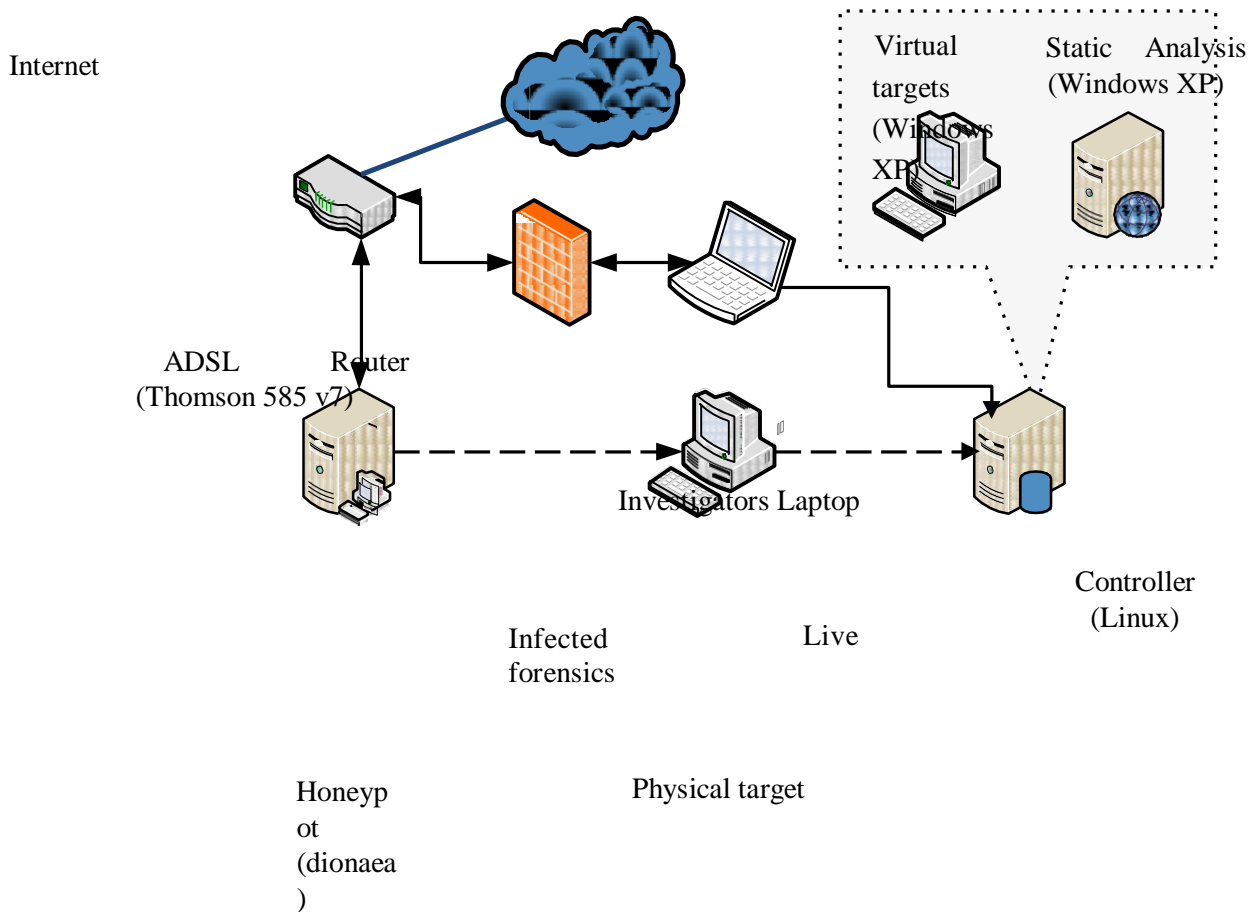 Internet
Virtual
targets
(Windows
XP)
Static Analysis
(Windows XP)
ADSL Router
(Thomson 585 v7)
Investigators Laptop
Controller
(Linux)
Infected
forensics
Live
Honeyp
ot
(dionaea
)
Physical target